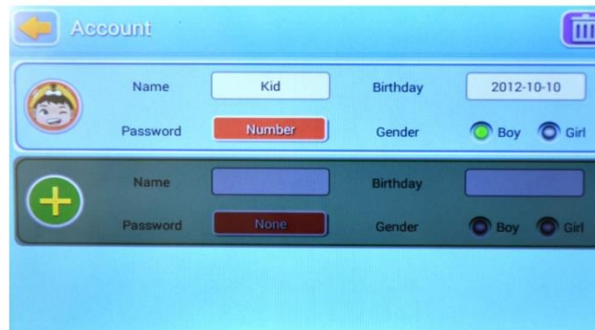 Account
Name Kid Birthday 2012-10-10
Password Number Gender Boy Girl
Name Birthday
Password None Gender Boy Girl